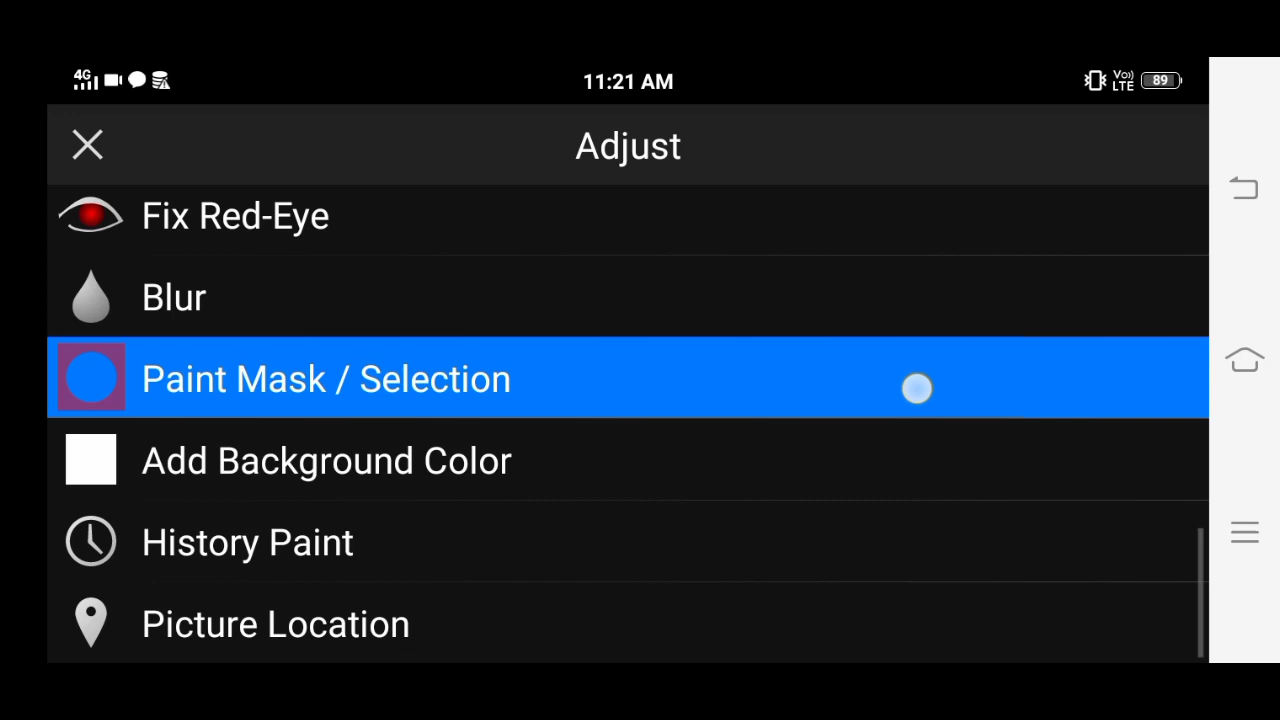 4G 11:21 AM Vo)) LTE 89
Adjust
Fix Red-Eye
Blur
Paint Mask / Selection
Add Background Color
History Paint
Picture Location